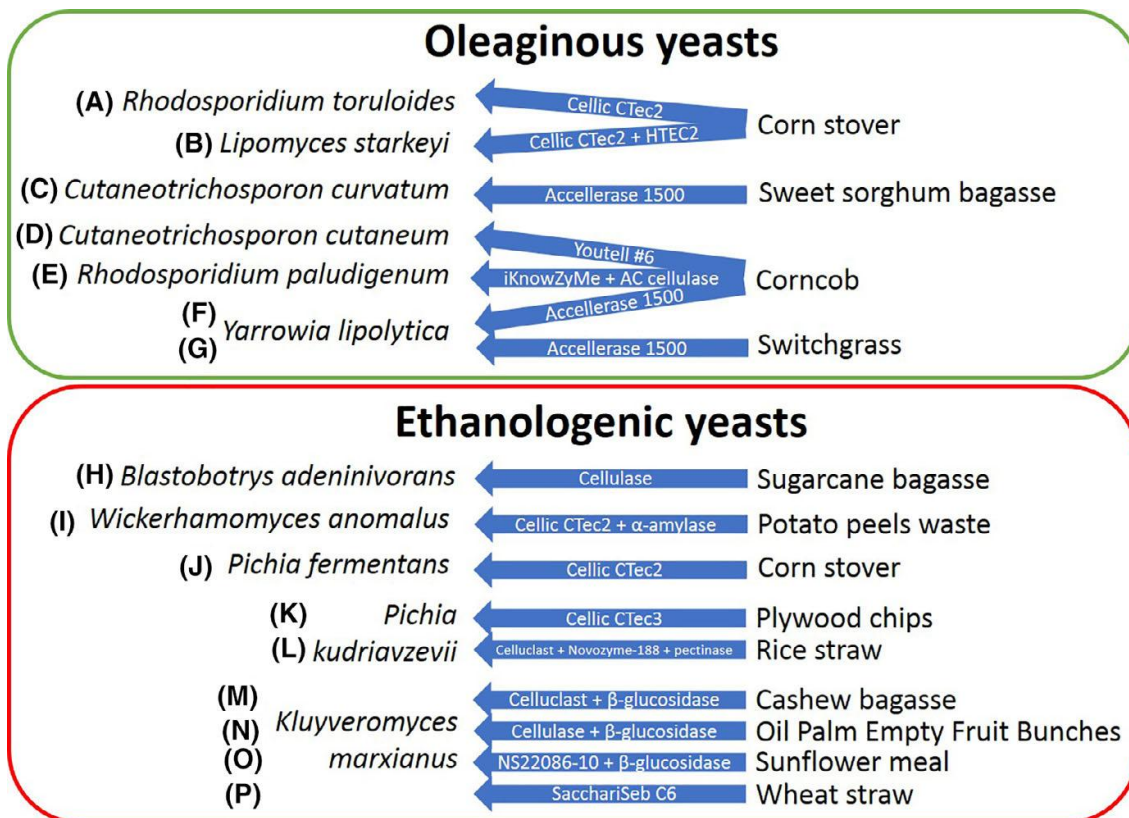 Oleaginous yeasts
(A) Rhodosporidium toruloides
Cellic CTec2
Corn stover
(B) Lipomyces starkeyi
Cellic CTec2 + HTEC2
(C) Cutaneotrichosporon curvatum
Accellerase 1500
Sweet sorghum bagasse
(D) Cutaneotrichosporon cutaneum
Youtell #6
(E) Rhodosporidium paludigenum
iKnowZyMe + AC cellulase
Corncob
(F)
Yarrowia lipolytica
Accellerase 1500
(G)
Accellerase 1500
Switchgrass
Ethanologenic yeasts
(H) Blastobotrys adeninivorans
Cellulase
Sugarcane bagasse
(I) Wickerhamomyces anomalus
Cellic CTec2 + α-amylase
Potato peels waste
(J) Pichia fermentans
Cellic CTec2
Corn stover
(K) Pichia
Cellic CTec3
Plywood chips
(L) kudriavzevii
Celluclast + Novozyme-188 + pectinase
Rice straw
(M)
Celluclast + β-glucosidase
Cashew bagasse
(N) Kluyveromyces
Cellulase + β-glucosidase
Oil Palm Empty Fruit Bunches
(O) marxianus
NS22086-10 + β-glucosidase
Sunflower meal
(P)
SacchariSeb C6
Wheat straw